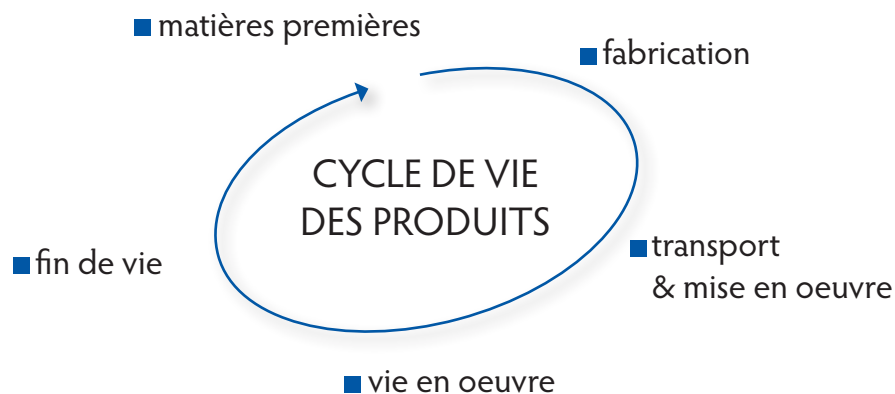 matières premières
fabrication
CYCLE DE VIE
DES PRODUITS
transport
& mise en oeuvre
fin de vie
vie en oeuvre